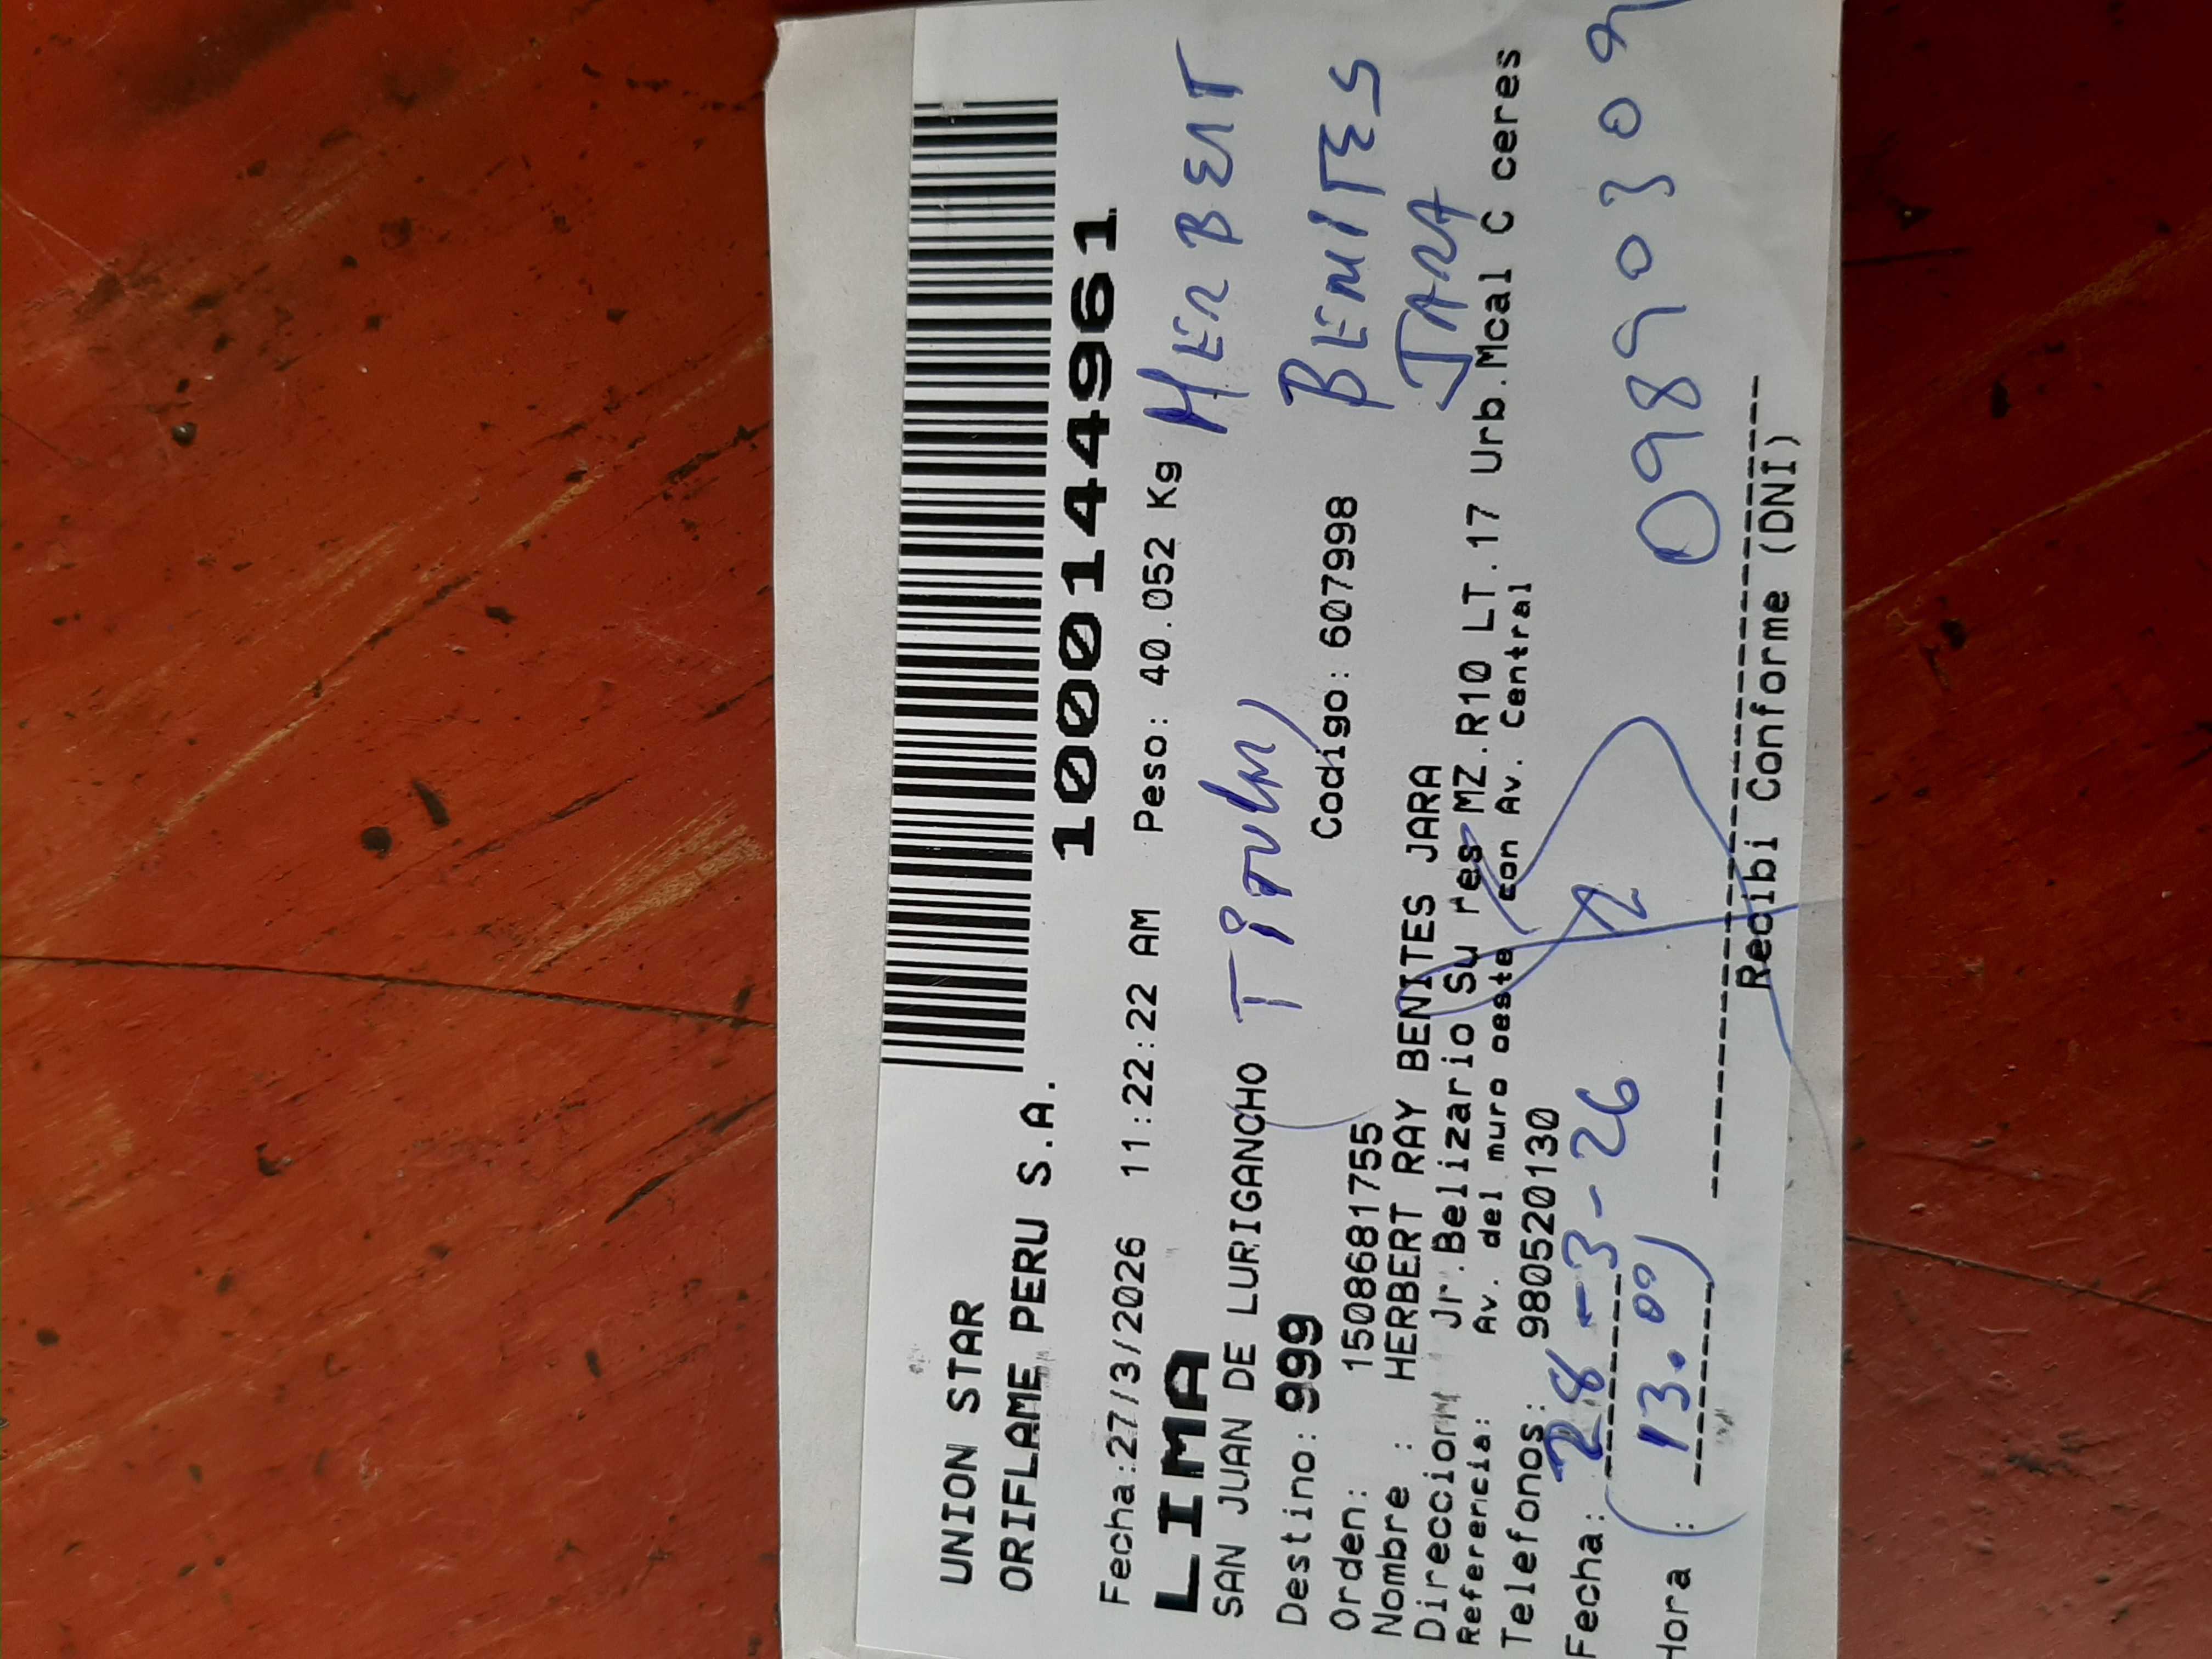 UNION STAR
ORIFLAME PERU S.A.
1000144961
Fecha:27/3/2026 11:22:22 AM Peso: 40.052 Kg
HERBERT
LIMA
SAN JUAN DE LURIGANCHO
TiTULAR
BENITES
Destino: 999 Codigo: 607998
JARA
Orden: 1508681755
Nombre : HERBERT RAY BENITES JARA
Direccion Jr.Belizario Su res MZ.R10 LT.17 Urb.Mcal C ceres
Referencia: Av. del muro oeste con Av. Central
Telefonos: 980520130
Fecha: 28-3-26
Hora : 13.00
Recibi Conforme (DNI)